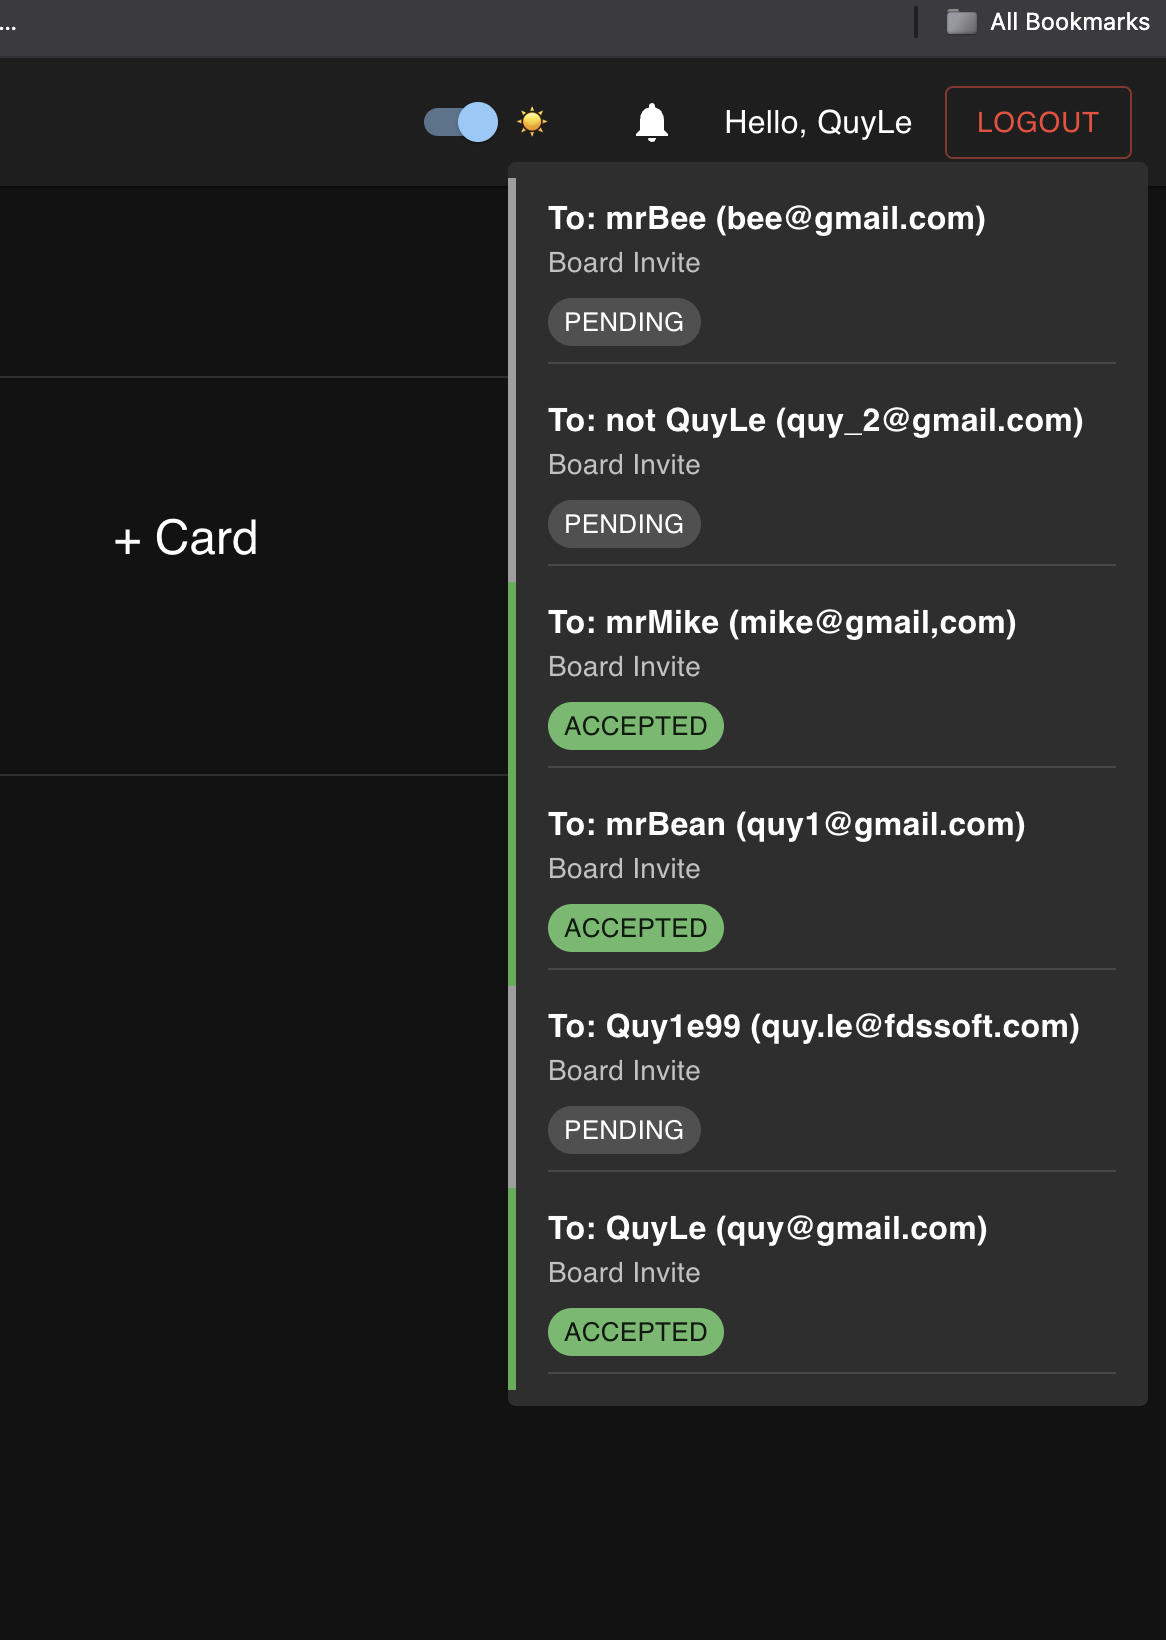 ...
All Bookmarks
Hello, QuyLe
LOGOUT
+ Card
To: mrBee (bee@gmail.com)
Board Invite
PENDING
To: not QuyLe (quy_2@gmail.com)
Board Invite
PENDING
To: mrMike (mike@gmail,com)
Board Invite
ACCEPTED
To: mrBean (quy1@gmail.com)
Board Invite
ACCEPTED
To: Quy1e99 (quy.le@fdssoft.com)
Board Invite
PENDING
To: QuyLe (quy@gmail.com)
Board Invite
ACCEPTED